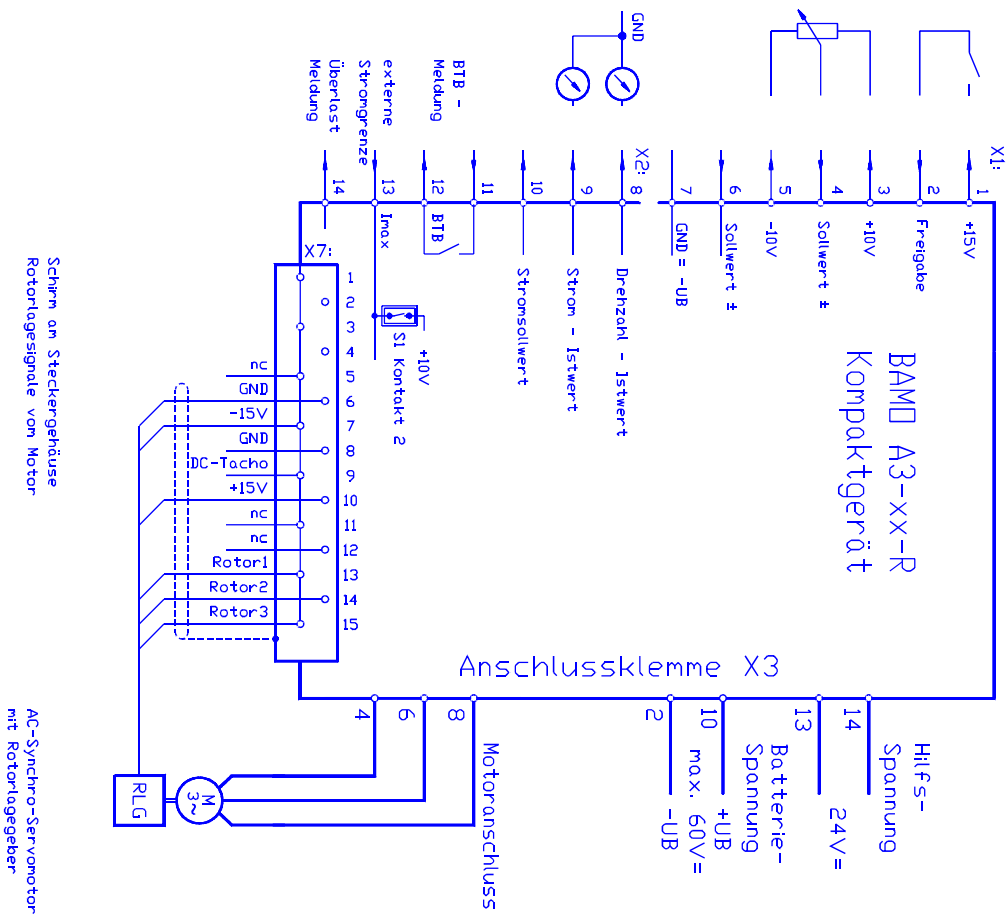 X1:
1
+15V
2
Freigabe
3
+10V
4
Sollwert ±
5
-10V
6
Sollwert ±
7
GND = -UB
GND
X2:
8
Drehzahl - Istwert
9
Strom - Istwert
10
Stromsollwert
11
12
BTB
BTB -
Meldung
13
Imax
externe
Stromgrenze
14
Überlast
Meldung
+10V
S1 Kontakt 2
BAMO A3-xx-R
Kompaktgerät
X7:
1
2
3
4
nc
5
GND
6
-15V
7
GND
8
DC-Tacho
9
+15V
10
nc
11
nc
12
Rotor1
13
Rotor2
14
Rotor3
15
Schirm am Steckergehäuse
Rotorlagesignale vom Motor
Anschlussklemme X3
4
6
8
2
10
13
14
Motoranschluss
Hilfs-
Spannung
24V=
Batterie-
Spannung
+UB
max. 60V=
-UB
RLG
M
3~
AC-Synchro-Servomotor
mit Rotorlagegeber